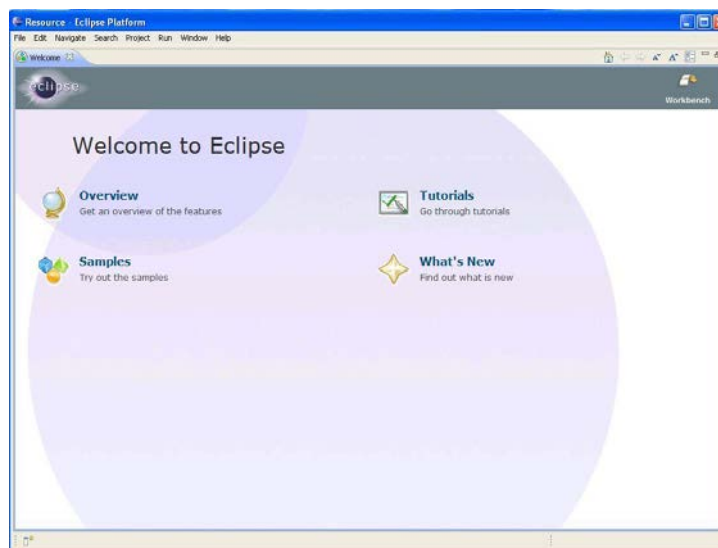 Resource - Eclipse Platform
File Edit Navigate Search Project Run Window Help
Welcome
eclipse
Workbench
Welcome to Eclipse
Overview
Get an overview of the features
Tutorials
Go through tutorials
Samples
Try out the samples
What's New
Find out what is new